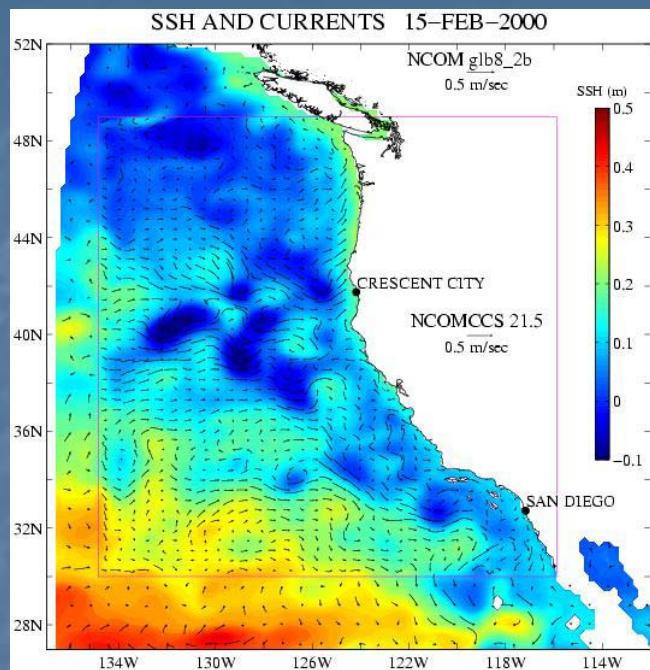 SSH AND CURRENTS 15-FEB-2000
52N
NCOM glb8_2b
0.5 m/sec
SSH (m)
0.5
48N
0.4
44N
0.3
CRESCENT CITY
40N
NCOMCCS 21.5
0.2
0.5 m/sec
0.1
36N
0
-0.1
SAN DIEGO
32N
28N
134W 130W 126W 122W 118W 114W